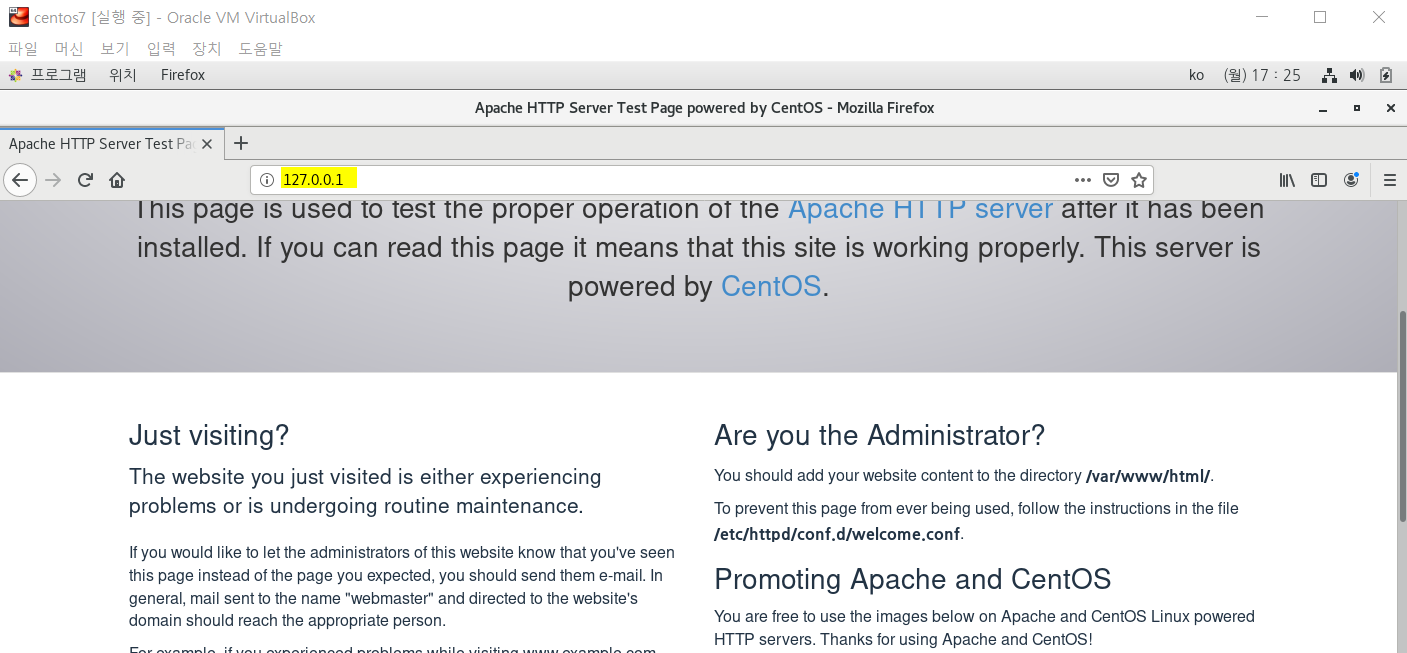 centos7 [실행 중] - Oracle VM VirtualBox
파일 머신 보기 입력 장치 도움말
프로그램 위치 Firefox ko (월) 17 : 25
Apache HTTP Server Test Page powered by CentOS - Mozilla Firefox
Apache HTTP Server Test Pa
127.0.0.1
This page is used to test the proper operation of the Apache HTTP server after it has been
installed. If you can read this page it means that this site is working properly. This server is
powered by CentOS.
Just visiting?
The website you just visited is either experiencing
problems or is undergoing routine maintenance.
If you would like to let the administrators of this website know that you've seen
this page instead of the page you expected, you should send them e-mail. In
general, mail sent to the name "webmaster" and directed to the website's
domain should reach the appropriate person.
For example, if you experienced problems while visiting www.example.com,
Are you the Administrator?
You should add your website content to the directory /var/www/html/.
To prevent this page from ever being used, follow the instructions in the file
/etc/httpd/conf.d/welcome.conf.
Promoting Apache and CentOS
You are free to use the images below on Apache and CentOS Linux powered
HTTP servers. Thanks for using Apache and CentOS!